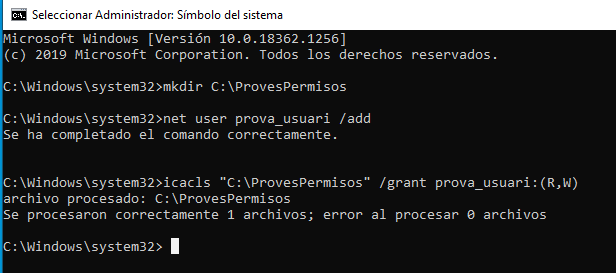 Seleccionar Administrador: Símbolo del sistema
Microsoft Windows [Versión 10.0.18362.1256]
(c) 2019 Microsoft Corporation. Todos los derechos reservados.
C:\Windows\system32>mkdir C:\ProvesPermisos
C:\Windows\system32>net user prova_usuari /add
Se ha completado el comando correctamente.
C:\Windows\system32>icacls "C:\ProvesPermisos" /grant prova_usuari:(R,W)
archivo procesado: C:\ProvesPermisos
Se procesaron correctamente 1 archivos; error al procesar 0 archivos
C:\Windows\system32>